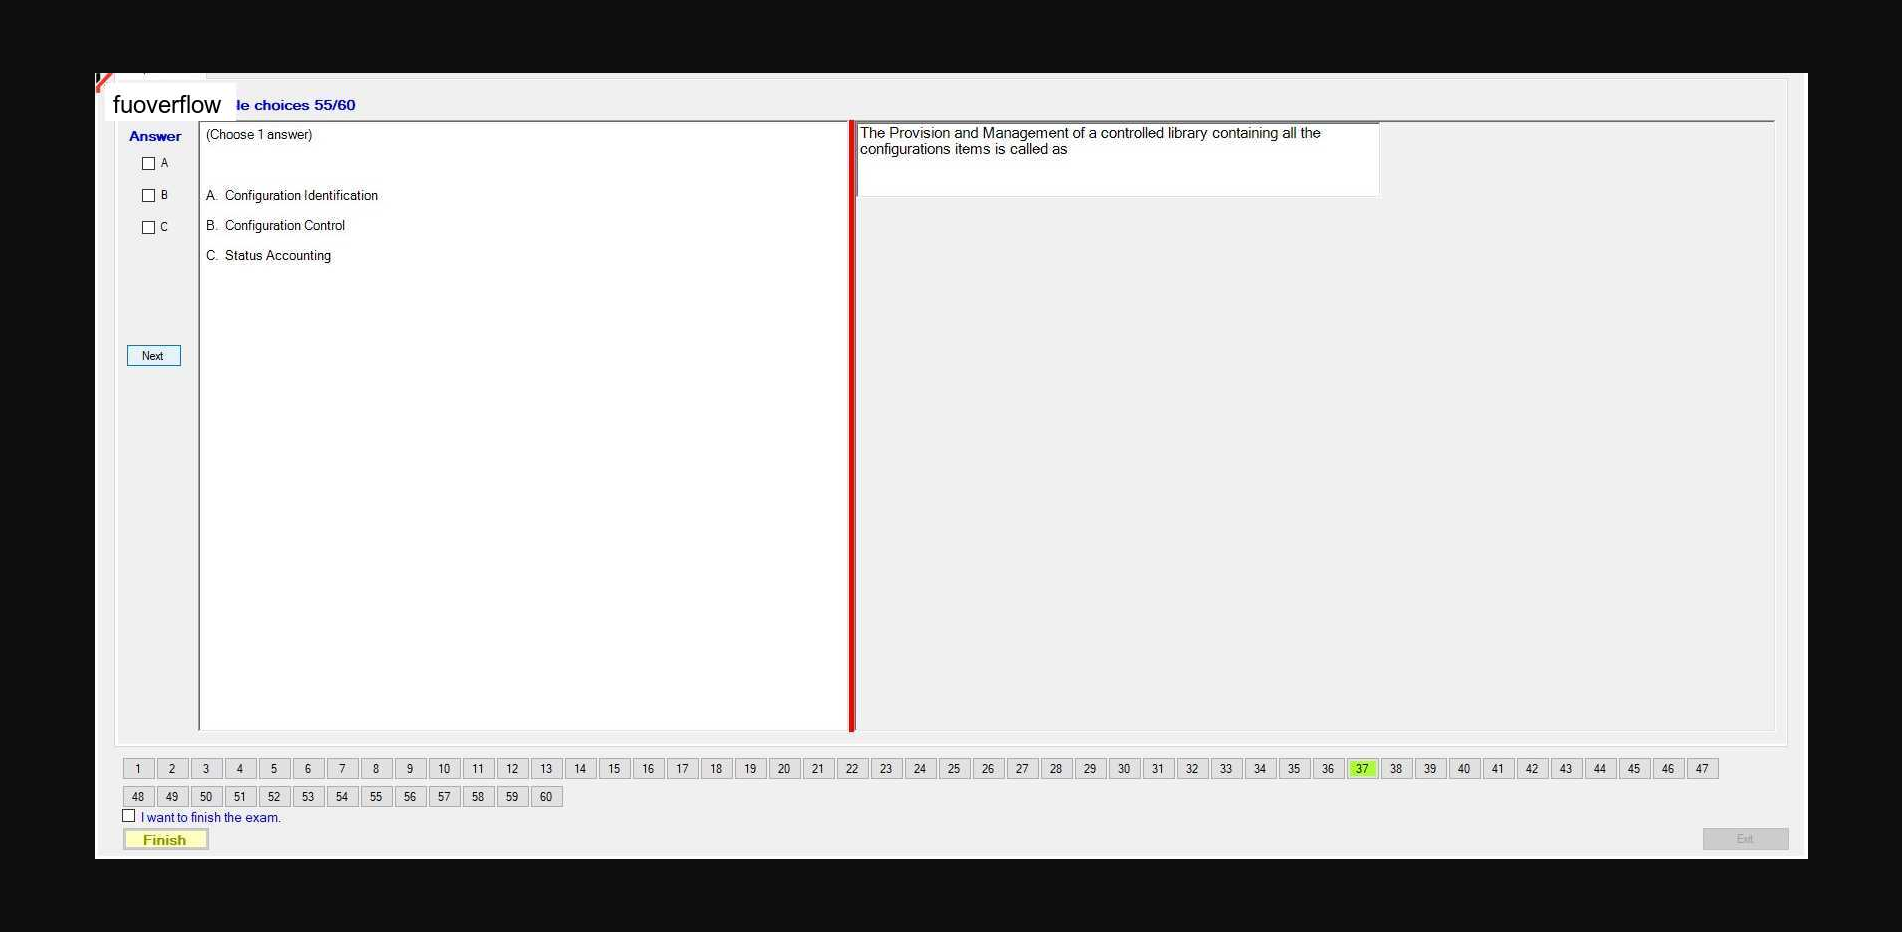 fuoverflow
le choices 55/60
Answer
(Choose 1 answer)
A
B
C
A. Configuration Identification
B. Configuration Control
C. Status Accounting
Next
The Provision and Management of a controlled library containing all the
configurations items is called as
1 2 3 4 5 6 7 8 9 10 11 12 13 14 15 16 17 18 19 20 21 22 23 24 25 26 27 28 29 30 31 32 33 34 35 36 37 38 39 40 41 42 43 44 45 46 47
48 49 50 51 52 53 54 55 56 57 58 59 60
I want to finish the exam.
Finish
Exit